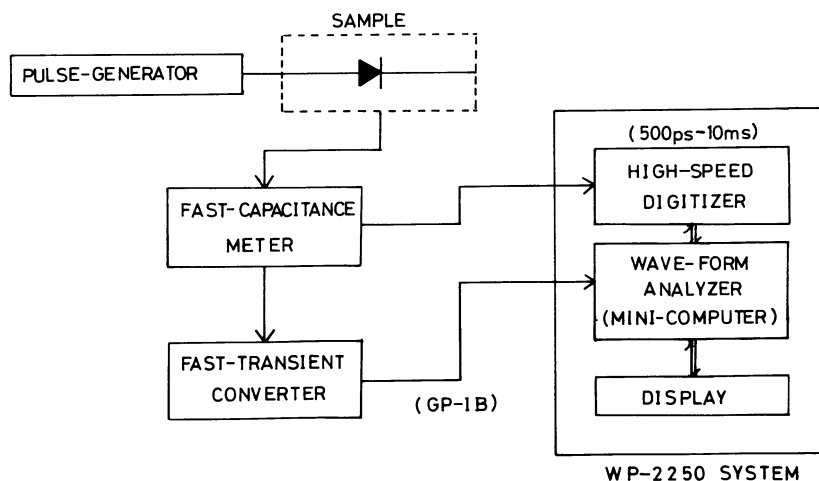 SAMPLE
PULSE-GENERATOR
(500ps-10ms)
HIGH-SPEED
DIGITIZER
FAST-CAPACITANCE
METER
WAVE-FORM
ANALYZER
(MINI-COMPUTER)
FAST-TRANSIENT
CONVERTER
(GP-IB)
DISPLAY
WP-2250 SYSTEM